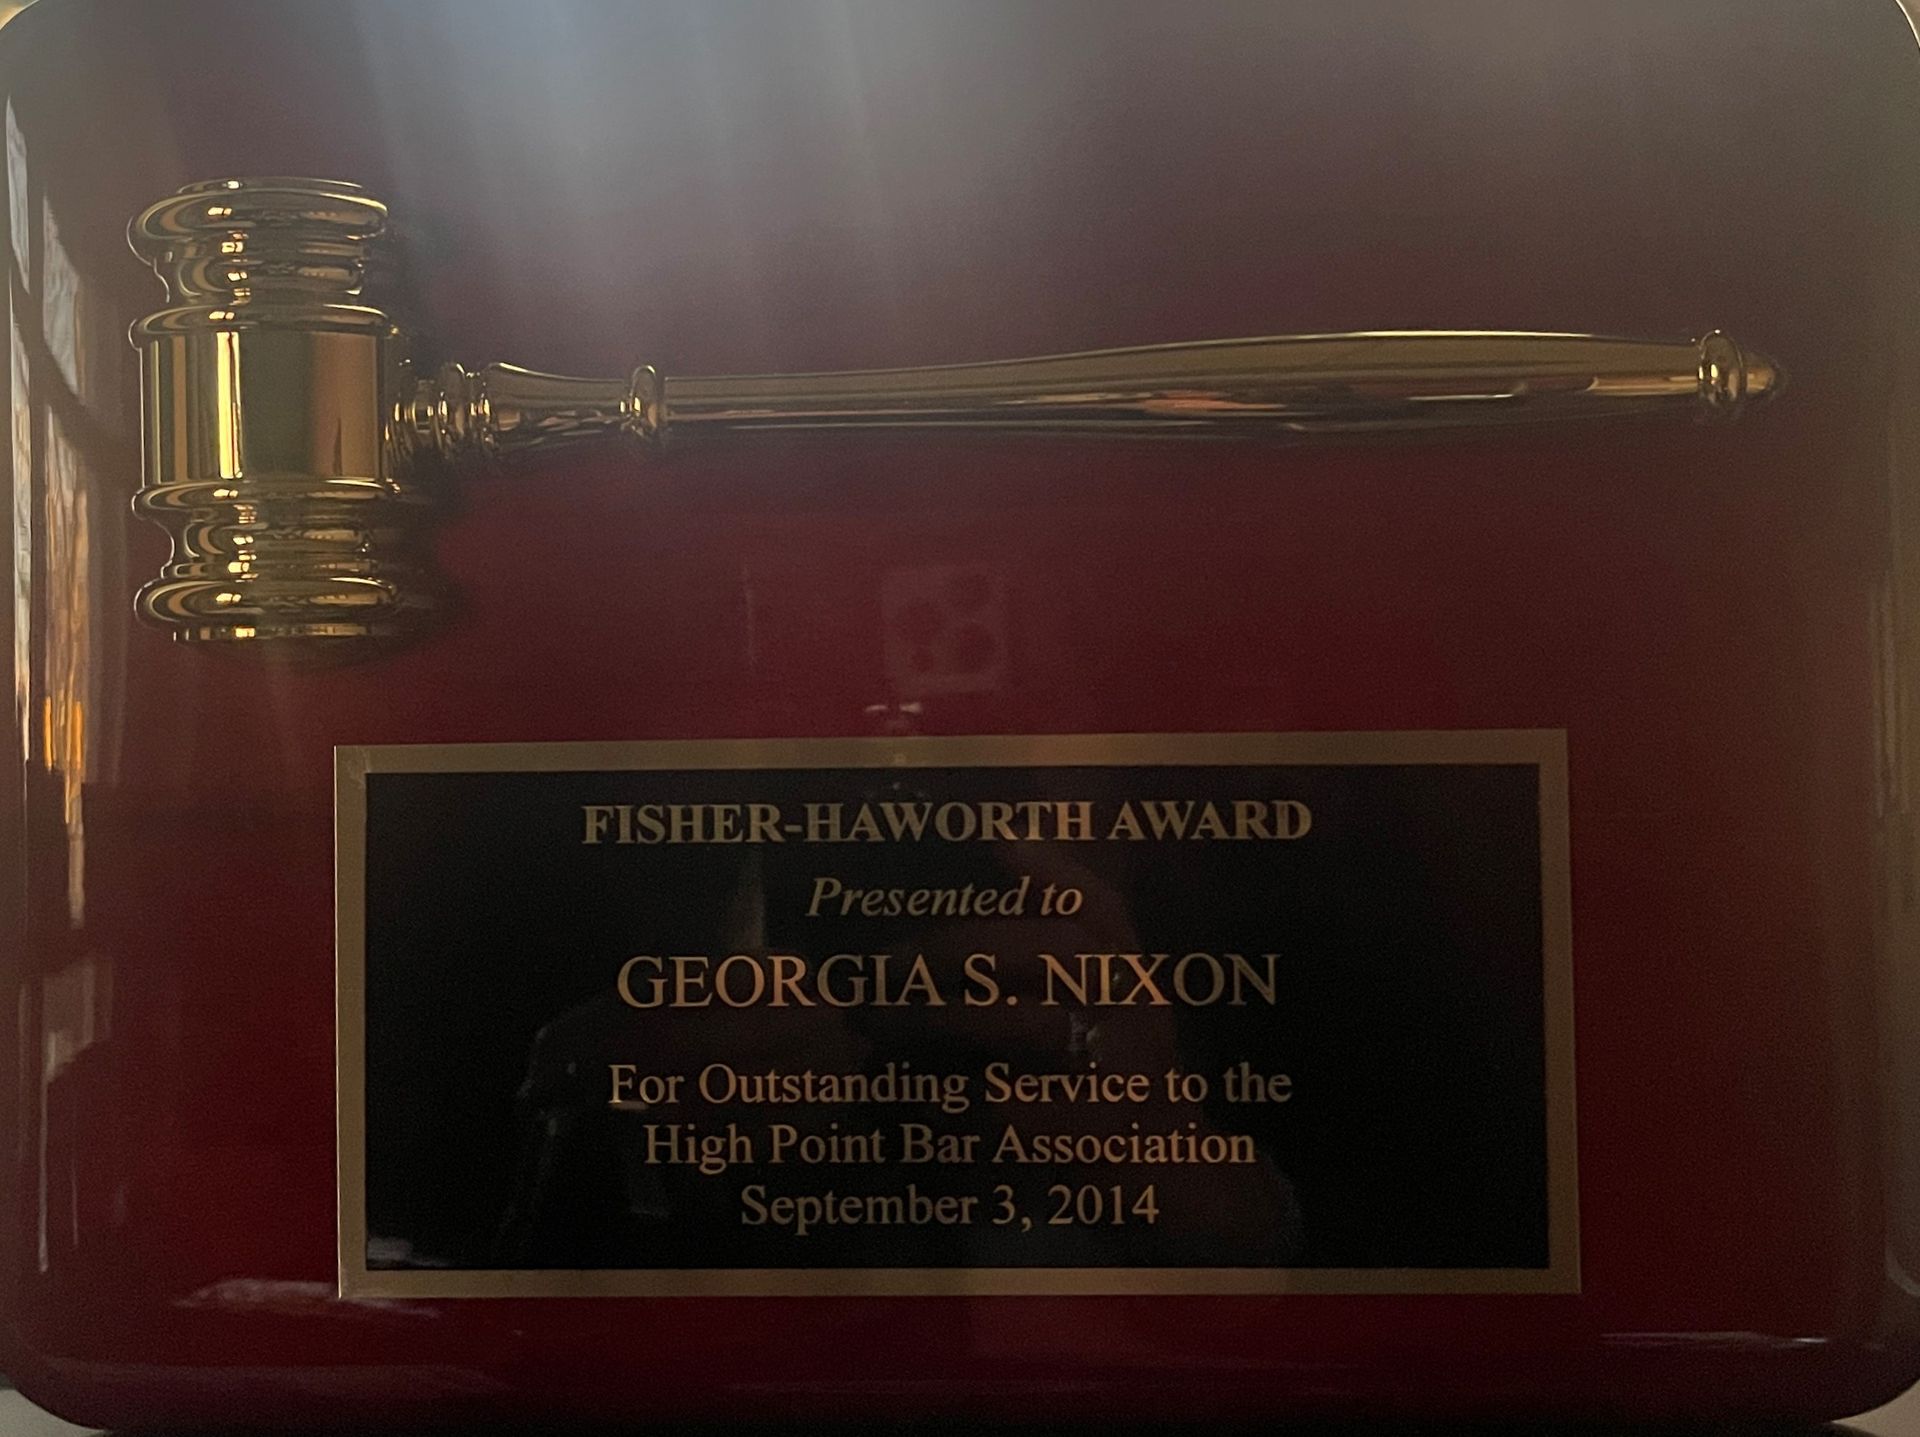 FISHER-HAWORTH AWARD
Presented to
GEORGIA S. NIXON
For Outstanding Service to the
High Point Bar Association
September 3, 2014